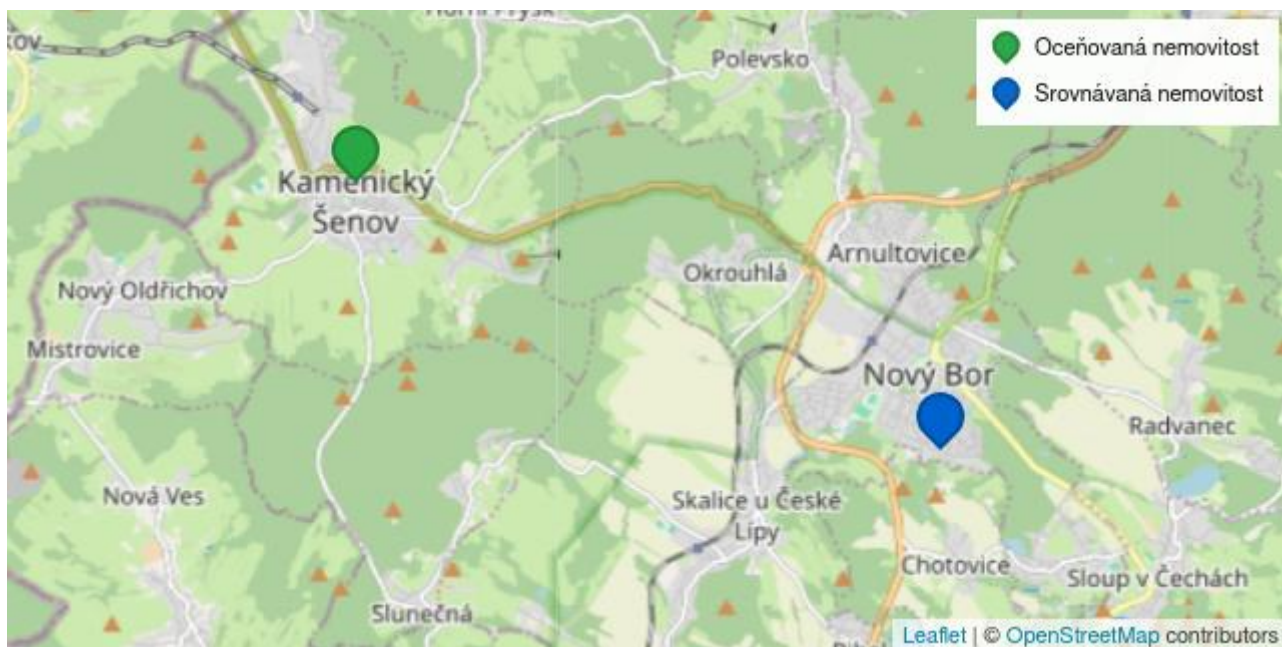 Polevsko
Oceňovaná nemovitost
Srovnávaná nemovitost
Kamenický
Šenov
Arnultovice
Okrouhlá
Nový Oldřichov
Mistrovice
Nový Bor
Radvanec
Nová Ves
Skalice u České
Lípy
Chotovice
Sloup v Čechách
Slunečná
Leaflet | © OpenStreetMap contributors